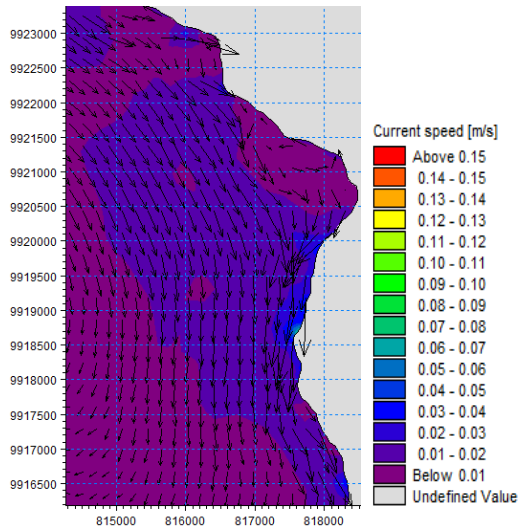 9923000
9922500
9922000
9921500
9921000
9920500
9920000
9919500
9919000
9918500
9918000
9917500
9917000
9916500
815000 816000 817000 818000
Current speed [m/s]
Above 0.15
0.14 - 0.15
0.13 - 0.14
0.12 - 0.13
0.11 - 0.12
0.10 - 0.11
0.09 - 0.10
0.08 - 0.09
0.07 - 0.08
0.06 - 0.07
0.05 - 0.06
0.04 - 0.05
0.03 - 0.04
0.02 - 0.03
0.01 - 0.02
Below 0.01
Undefined Value